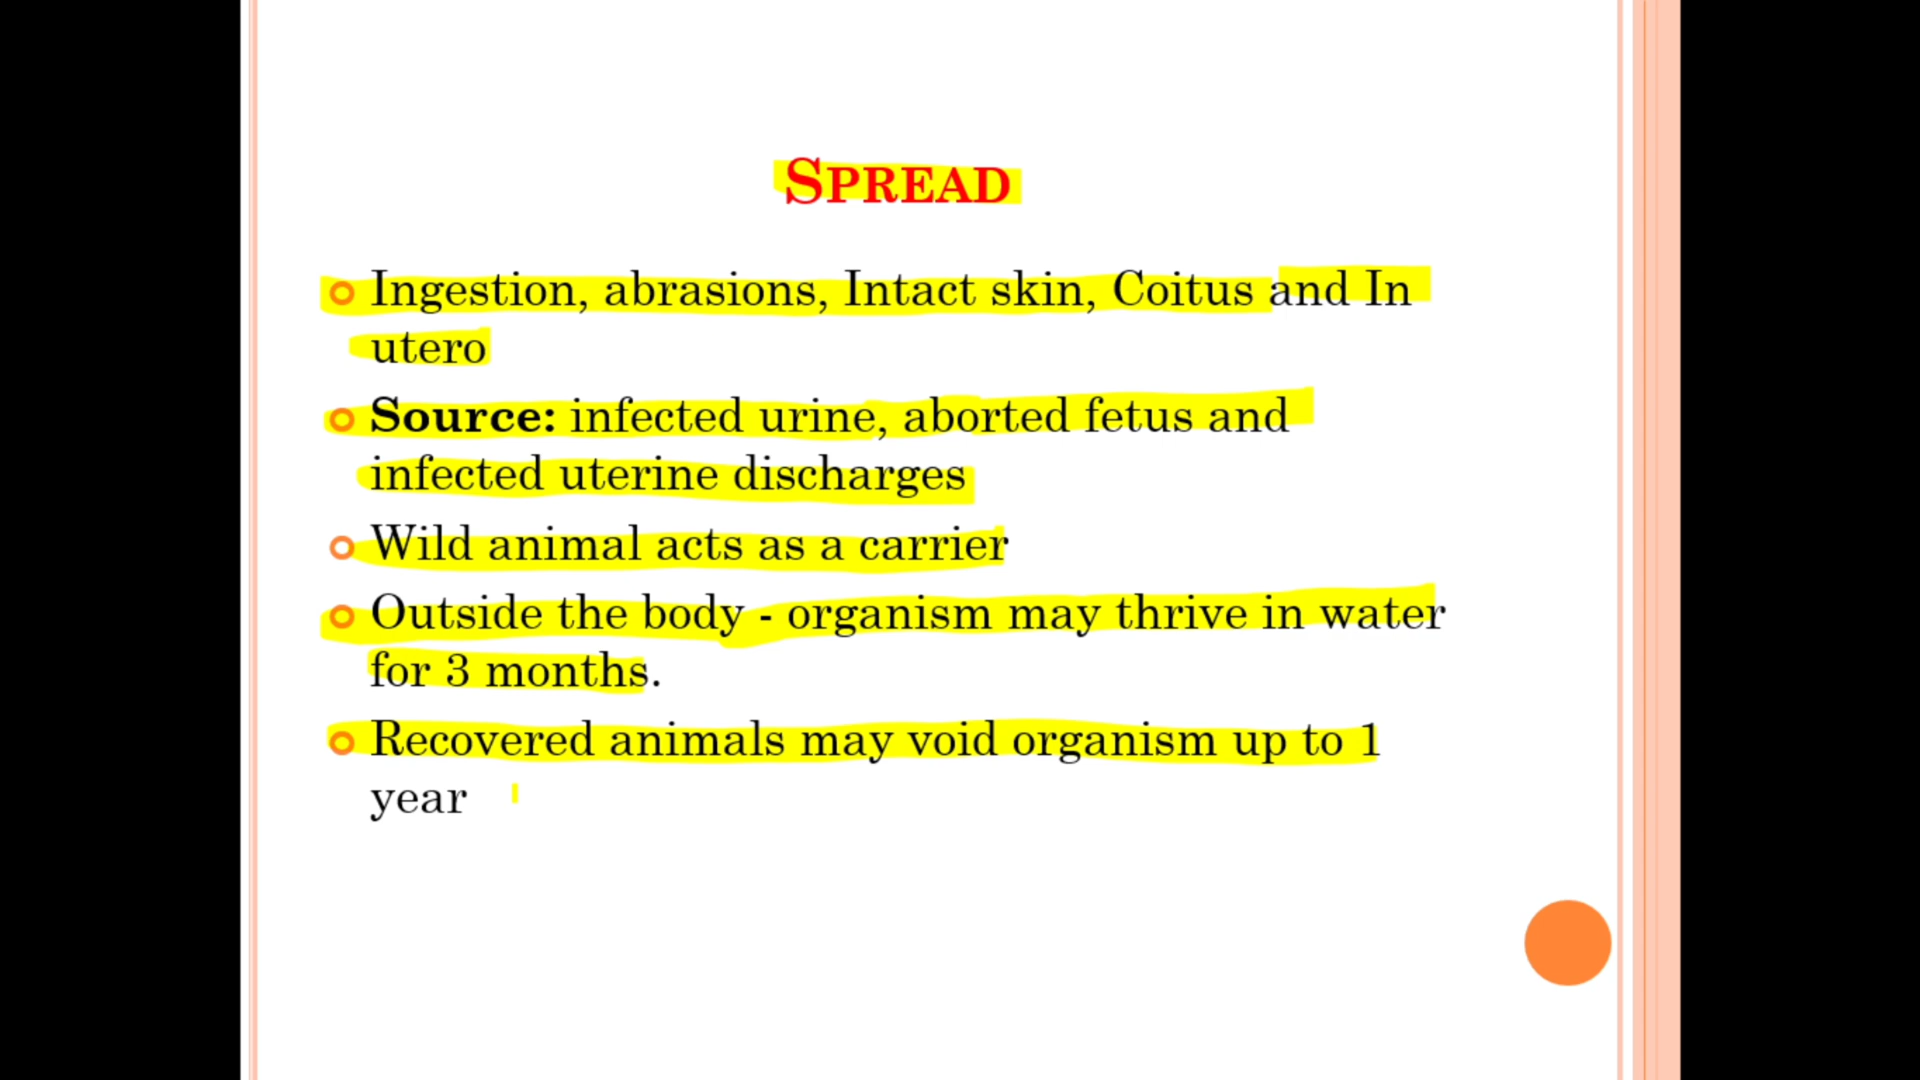 SPREAD
Ingestion, abrasions, Intact skin, Coitus and In
utero
Source: infected urine, aborted fetus and
infected uterine discharges
Wild animal acts as a carrier
Outside the body - organism may thrive in water
for 3 months.
Recovered animals may void organism up to 1
year